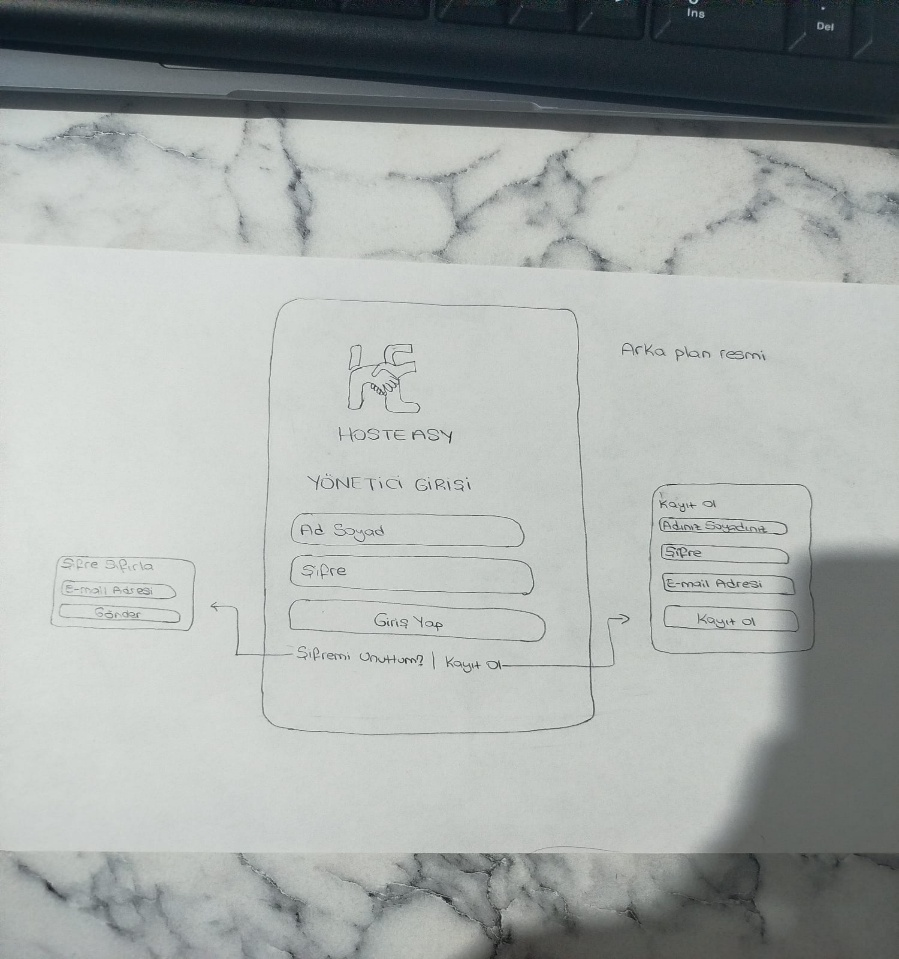 Ins
Del
Arka plan resmi
HE
HOSTEASY
YÖNETİCİ GİRİŞİ
Ad Soyad
Şifre
Giriş Yap
Şifremi Unuttum? | Kayıt Ol
Şifre Sıfırla
E-mail Adresi
Gönder
Kayıt Ol
Adınız Soyadınız
Şifre
E-mail Adresi
Kayıt Ol